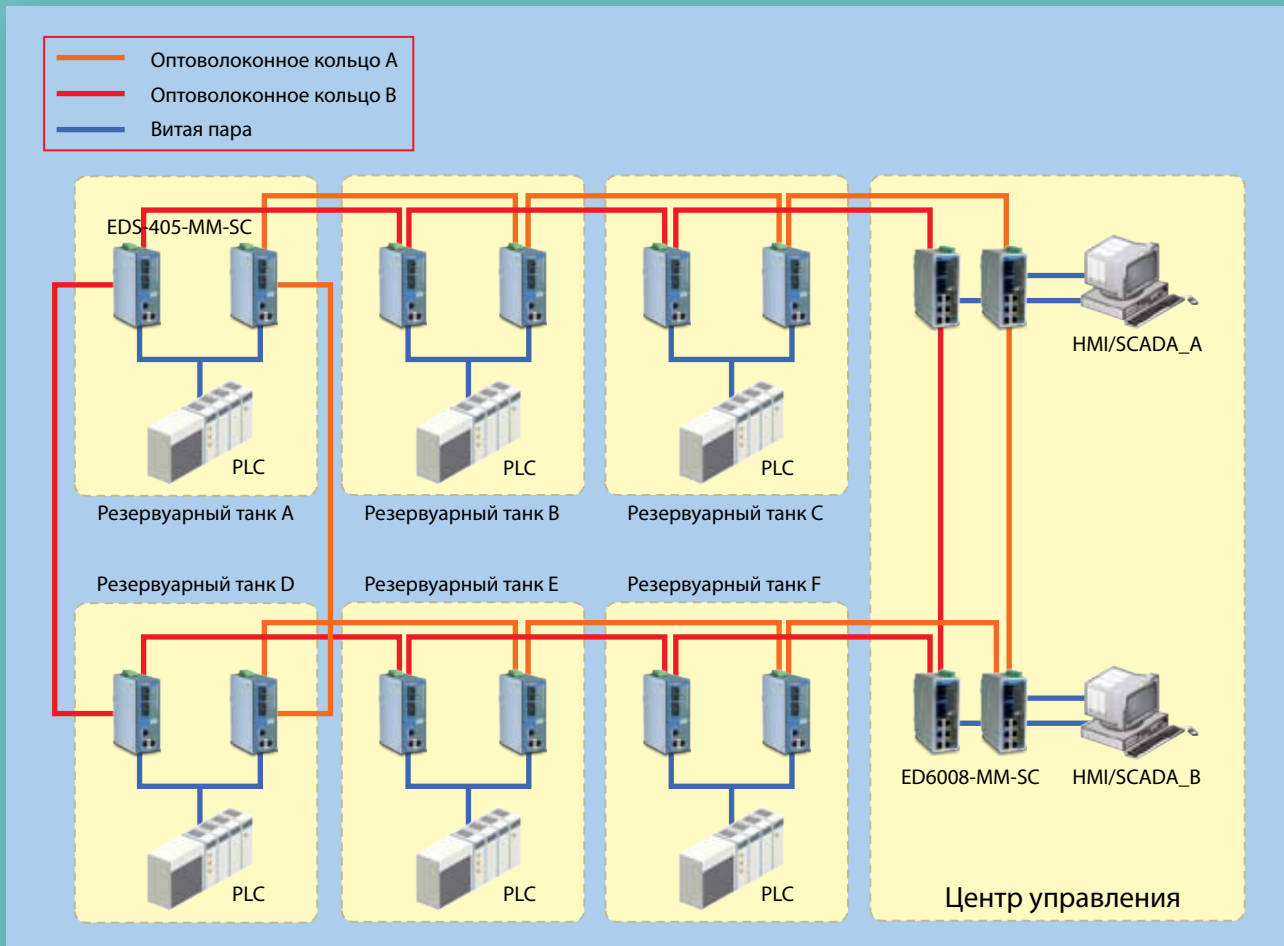 Оптоволоконное кольцо A
Оптоволоконное кольцо B
Витая пара
EDS-405-MM-SC
HMI/SCADA_A
PLC
PLC
PLC
Резервуарный танк A
Резервуарный танк B
Резервуарный танк C
Резервуарный танк D
Резервуарный танк E
Резервуарный танк F
ED6008-MM-SC
HMI/SCADA_B
PLC
PLC
PLC
Центр управления